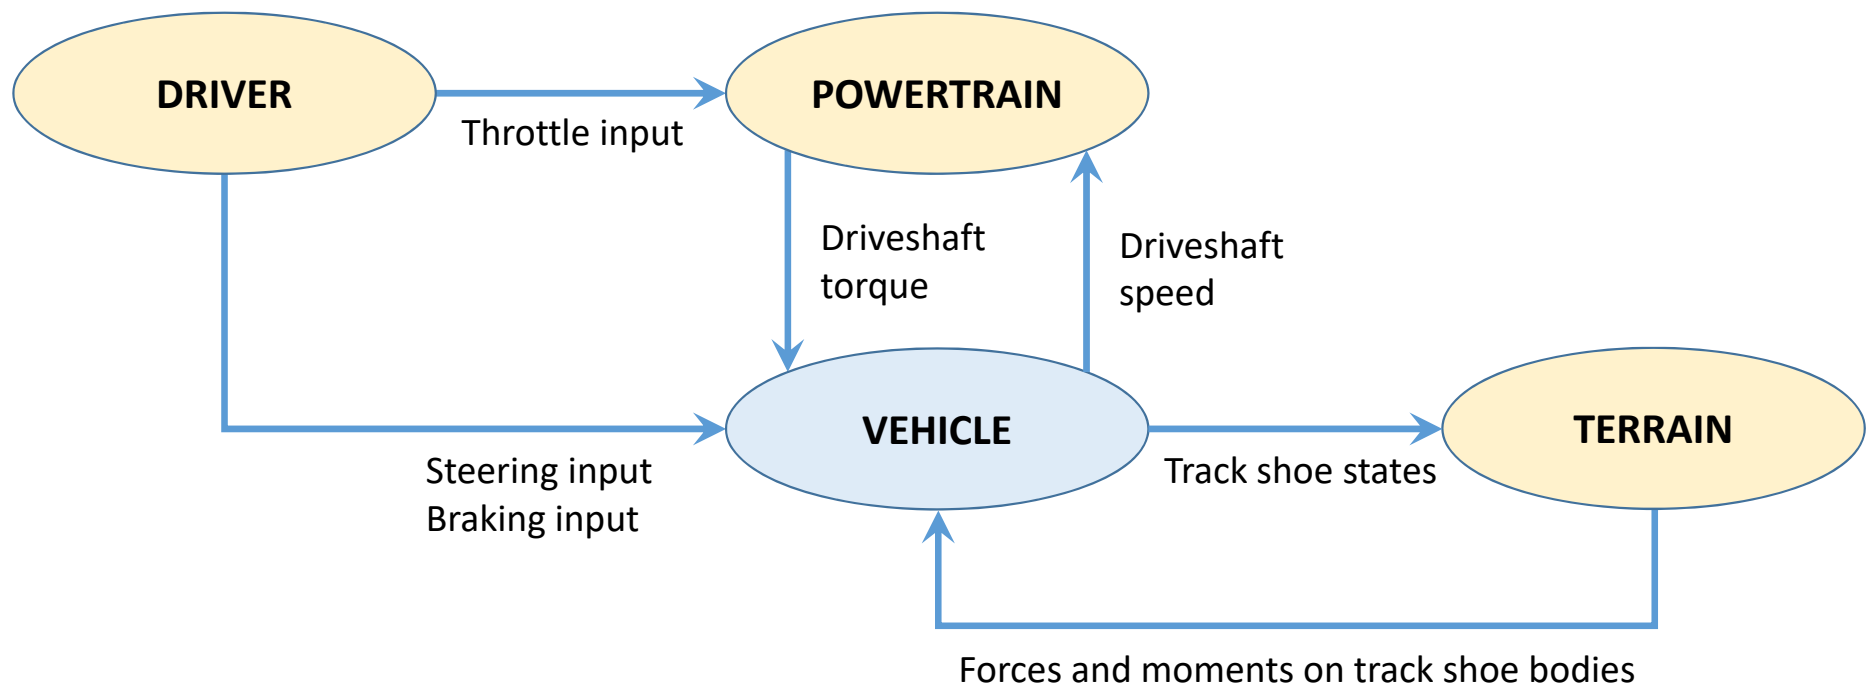 DRIVER
POWERTRAIN
Throttle input
Driveshaft
torque
Driveshaft
speed
VEHICLE
TERRAIN
Steering input
Braking input
Track shoe states
Forces and moments on track shoe bodies